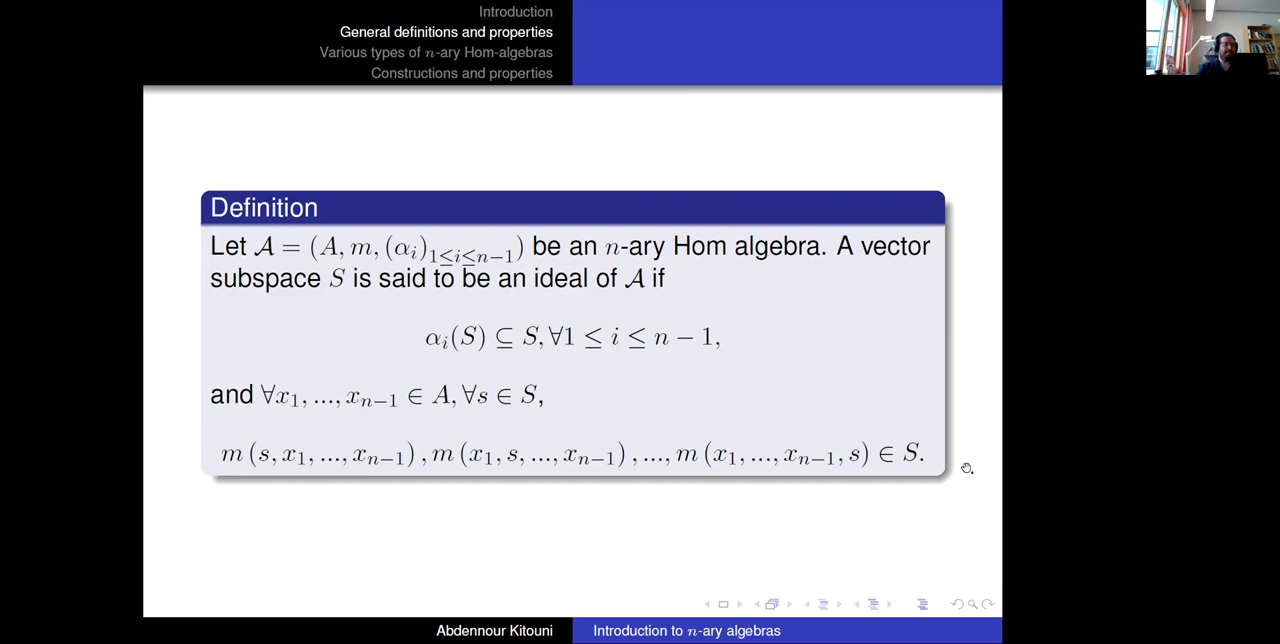 Introduction
General definitions and properties
Various types of n-ary Hom-algebras
Constructions and properties
Definition
Let 𝒜 = (A, m, (α_i)_{1≤i≤n−1}) be an n-ary Hom algebra. A vector
subspace S is said to be an ideal of 𝒜 if
α_i(S) ⊆ S, ∀1 ≤ i ≤ n − 1,
and ∀x_1, ..., x_{n−1} ∈ A, ∀s ∈ S,
m (s, x_1, ..., x_{n−1}) , m (x_1, s, ..., x_{n−1}) , ..., m (x_1, ..., x_{n−1}, s) ∈ S.
Abdennour Kitouni
Introduction to n-ary algebras